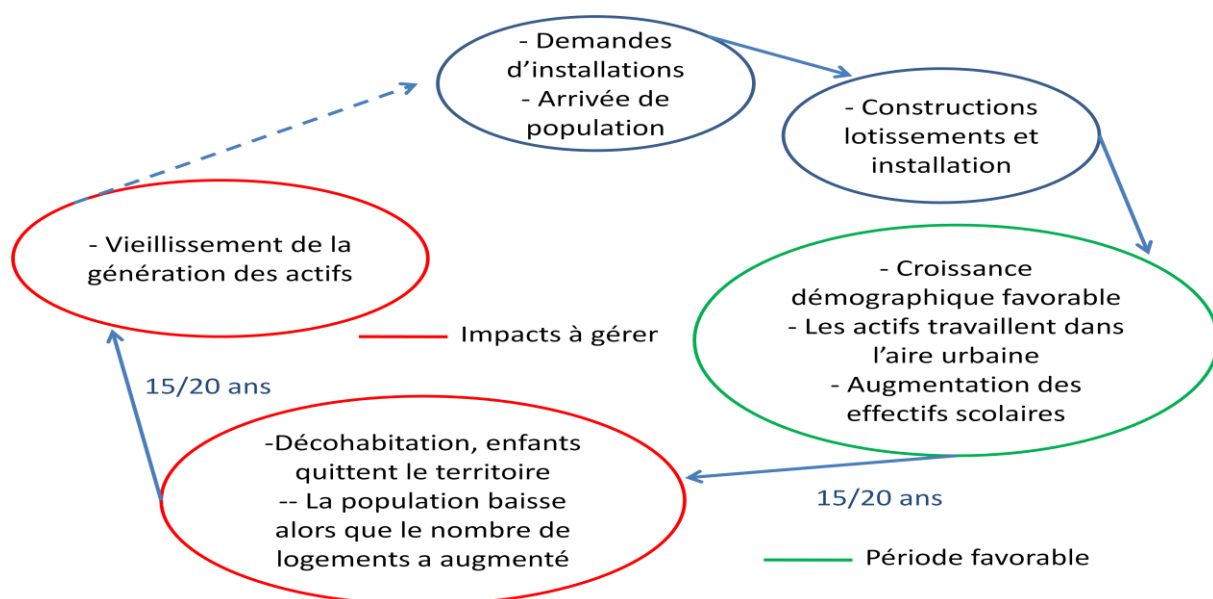 - Demandes
d’installations
- Arrivée de
population
- Constructions
lotissements et
installation
- Vieillissement de la
génération des actifs
- Croissance
démographique favorable
- Les actifs travaillent dans
l’aire urbaine
- Augmentation des
effectifs scolaires
Impacts à gérer
15/20 ans
-Décohabitation, enfants
quittent le territoire
-- La population baisse
alors que le nombre de
logements a augmenté
15/20 ans
Période favorable